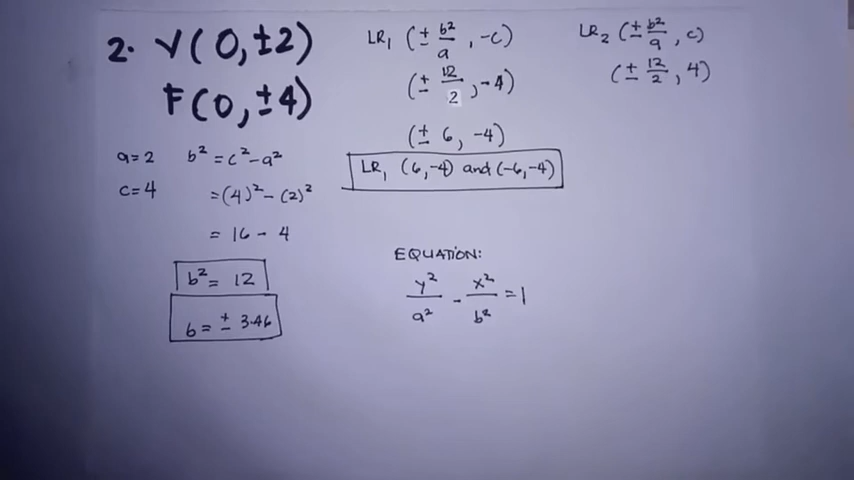 2. V(0, ±2)
F(0, ±4)
a=2 b² = c² - a²
c=4 = (4)² - (2)²
= 16 - 4
b² = 12
b = ± 3.46
LR₁ (± b²/a, -c)
(± 12/2, -4)
(± 6, -4)
LR₁ (6,-4) and (-6,-4)
EQUATION:
y²/a² - x²/b² = 1
LR₂ (± b²/a, c)
(± 12/2, 4)